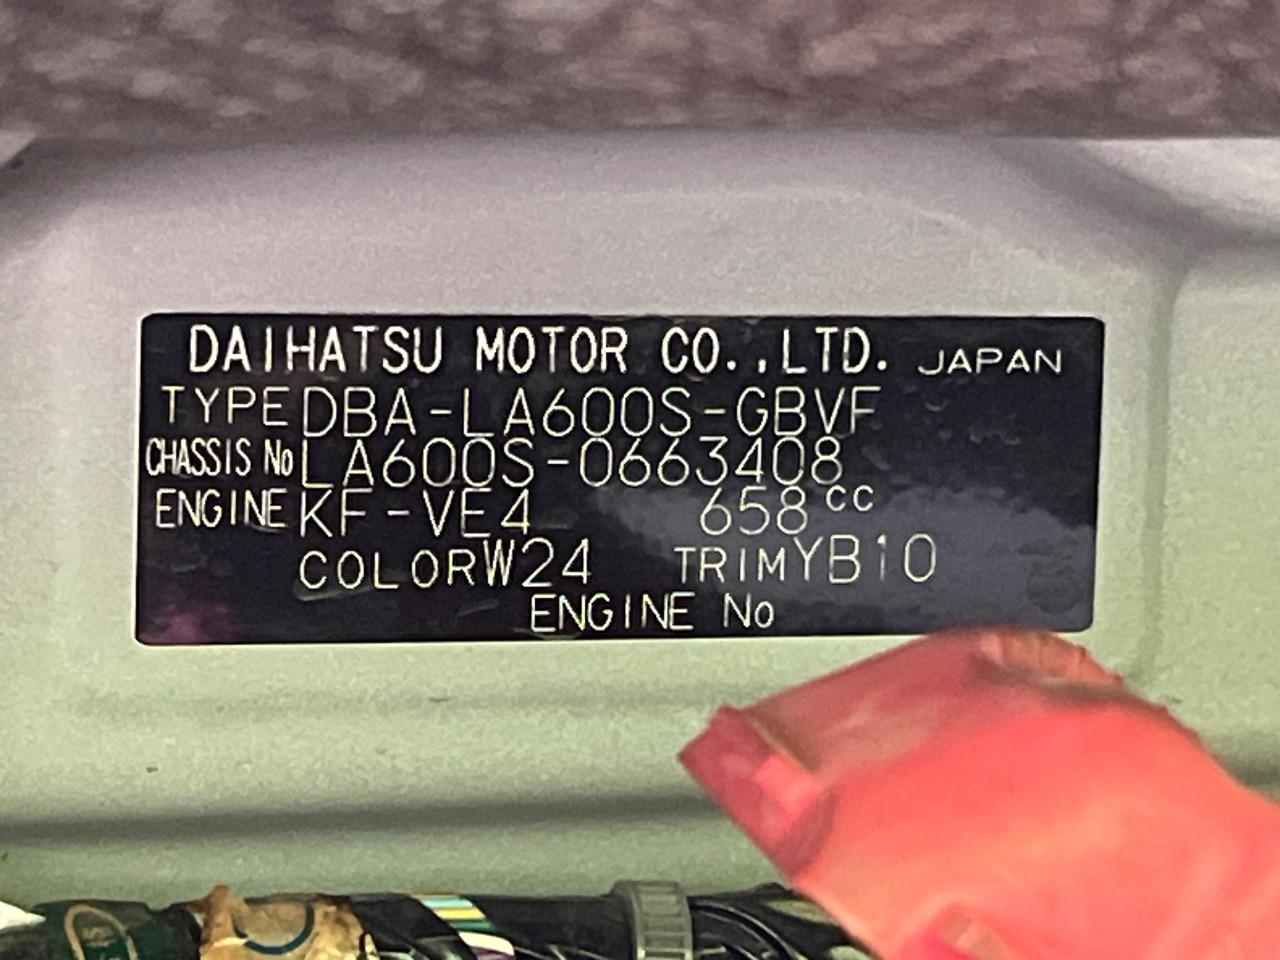 DAIHATSU MOTOR CO.,LTD. JAPAN
TYPE DBA-LA600S-GBVF
CHASSIS No LA600S-0663408
ENGINE KF-VE4 658cc
COLOR W24 TRIM YB10
ENGINE No